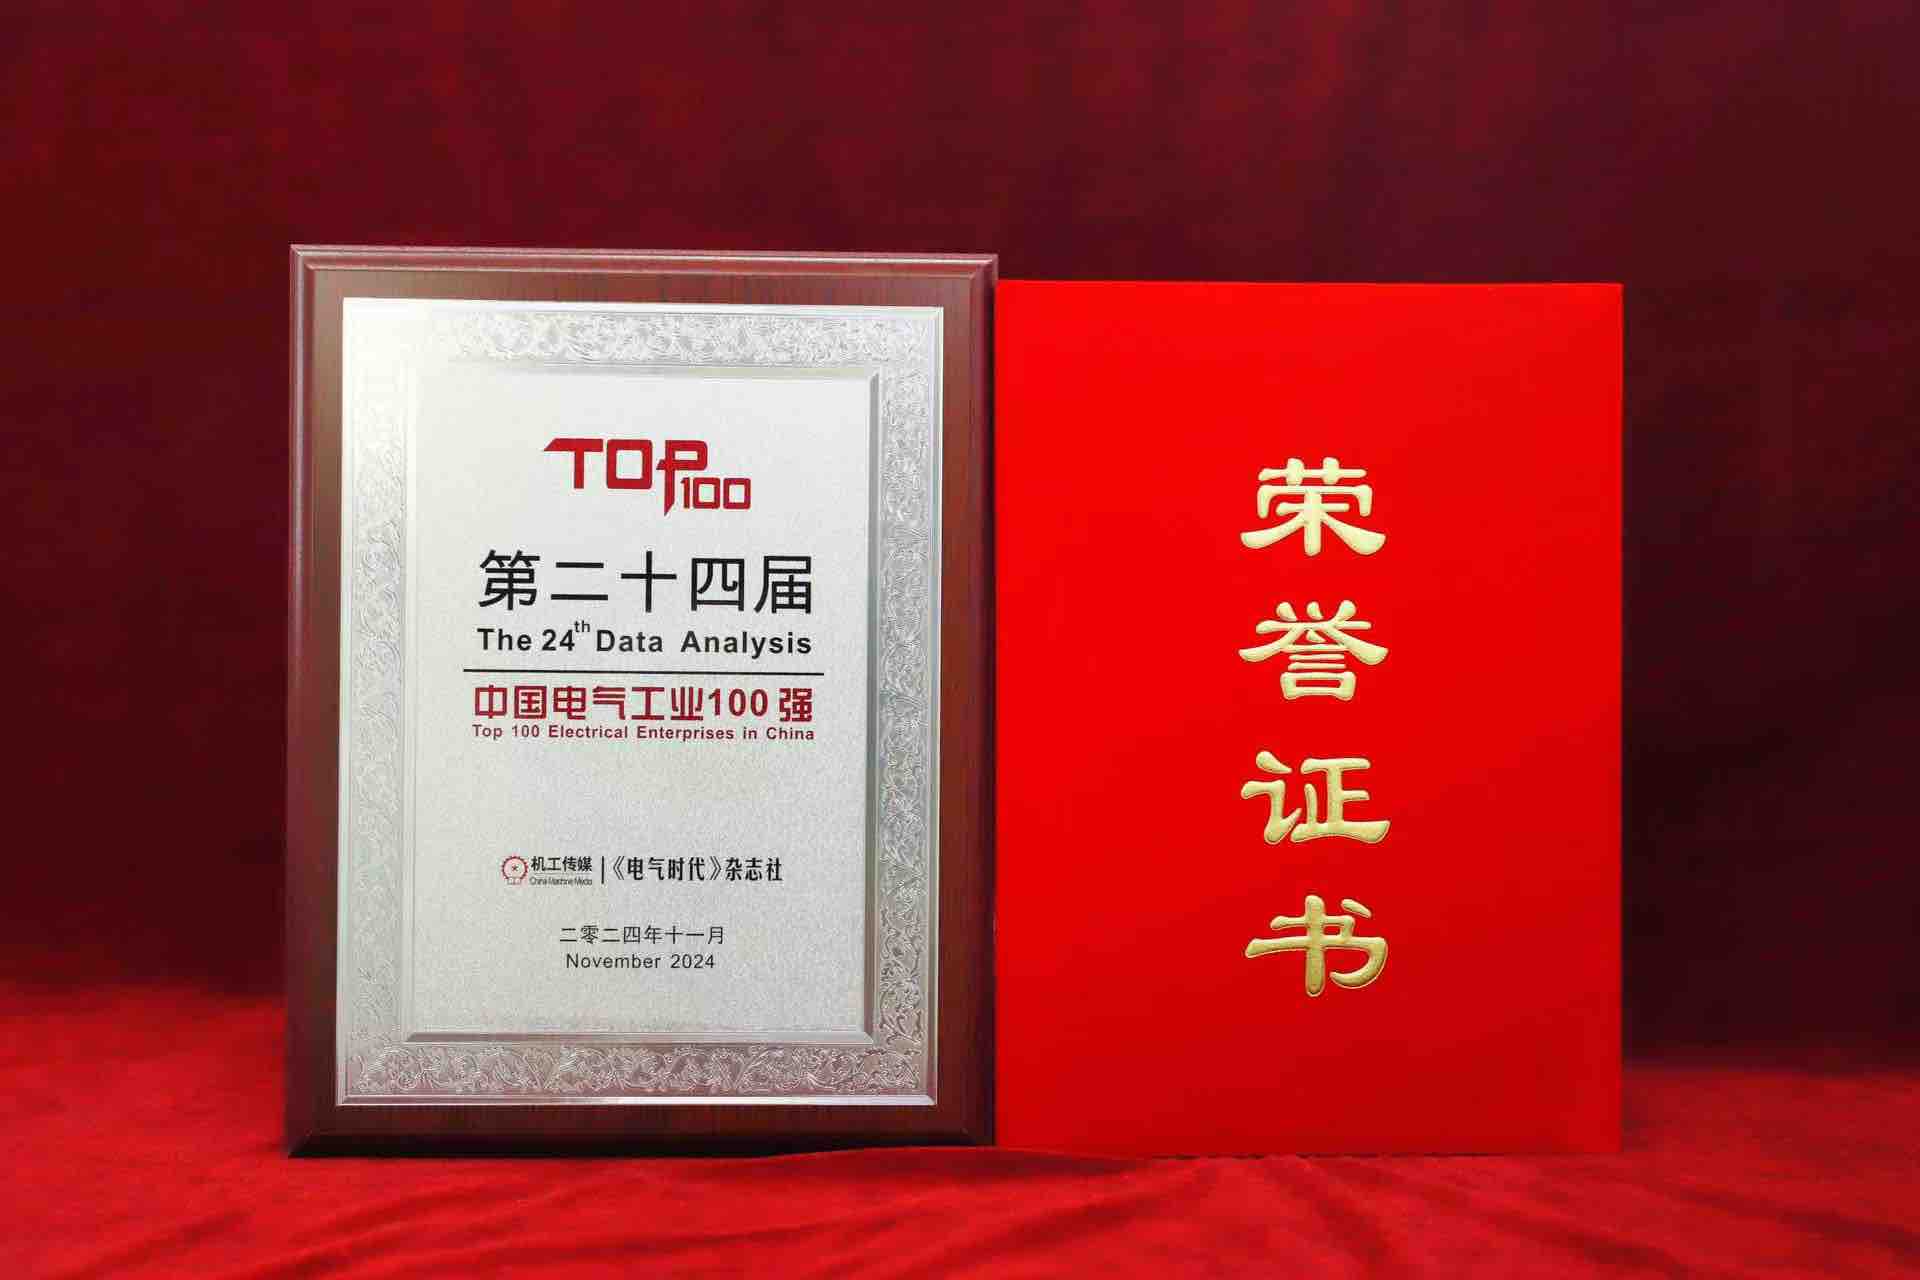 TOP100
第二十四届
The 24th Data Analysis
中国电气工业100强
Top 100 Electrical Enterprises in China
机工传媒 |《电气时代》杂志社
China Machine Media
二零二四年十一月
November 2024
荣
誉
证
书